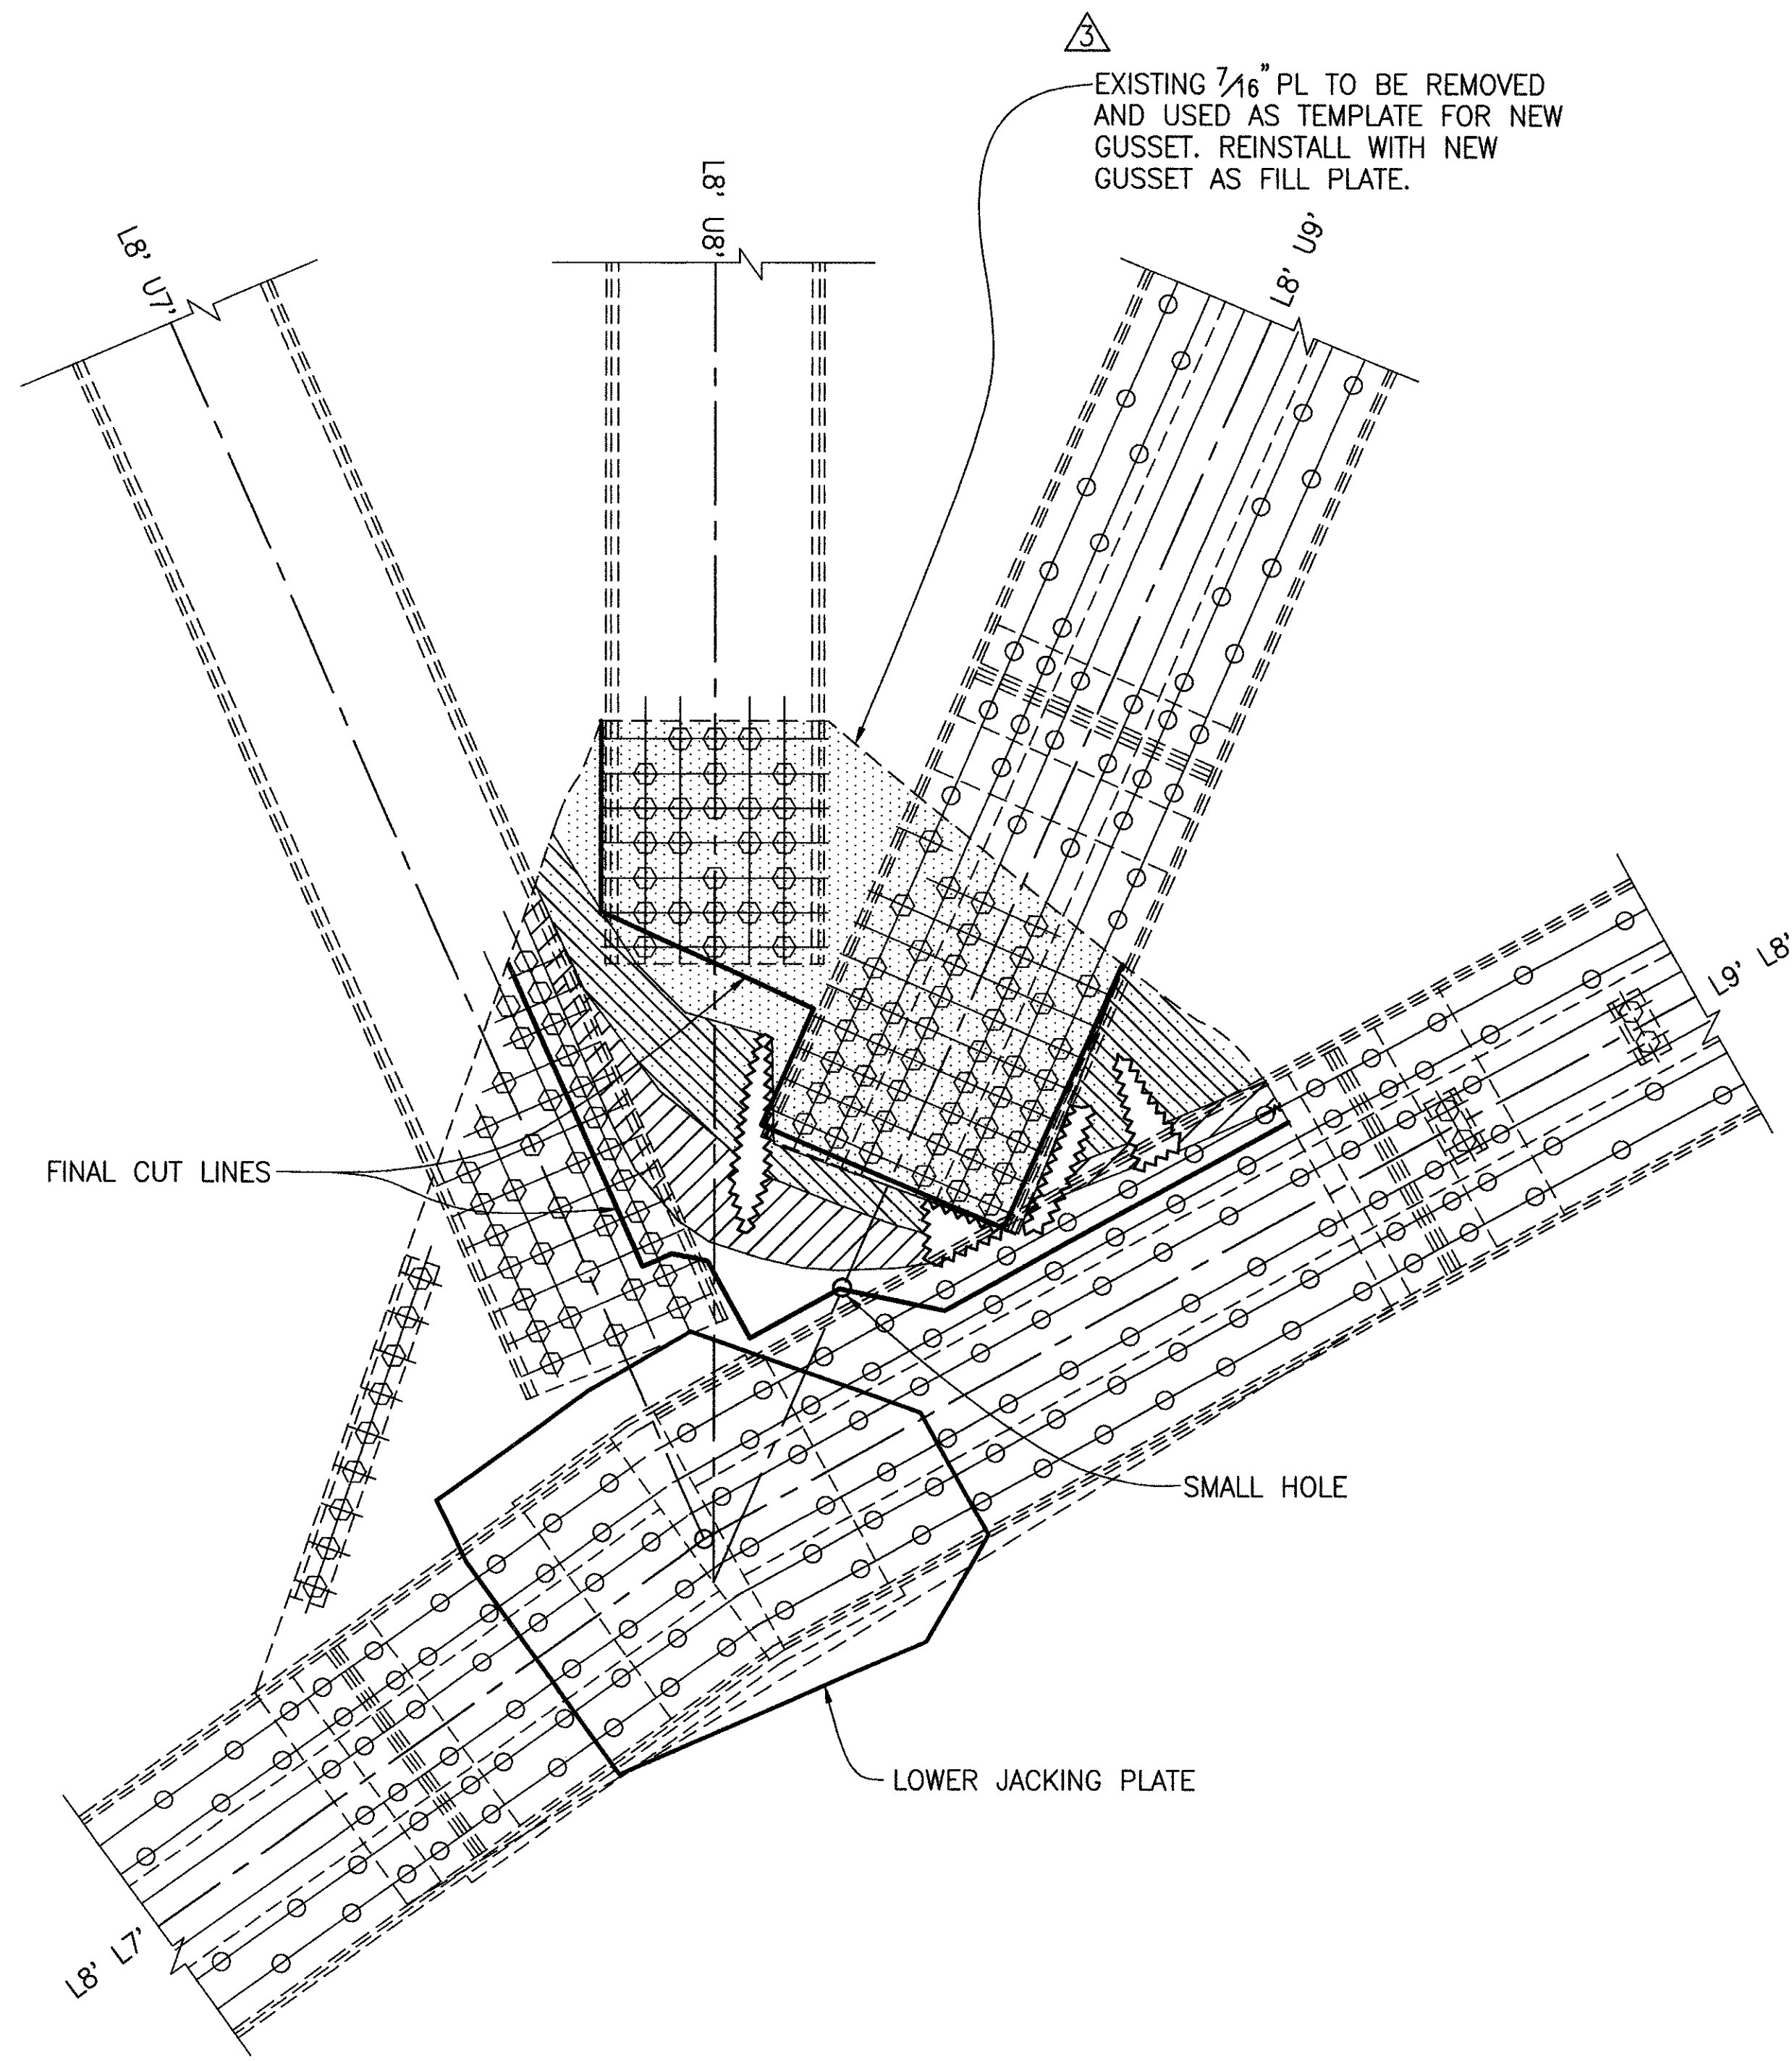 3
EXISTING 7/16" PL TO BE REMOVED
AND USED AS TEMPLATE FOR NEW
GUSSET. REINSTALL WITH NEW
GUSSET AS FILL PLATE.
L8' U7'
L8' U8'
L8' U9'
L9' L8'
FINAL CUT LINES
SMALL HOLE
LOWER JACKING PLATE
L8' L7'